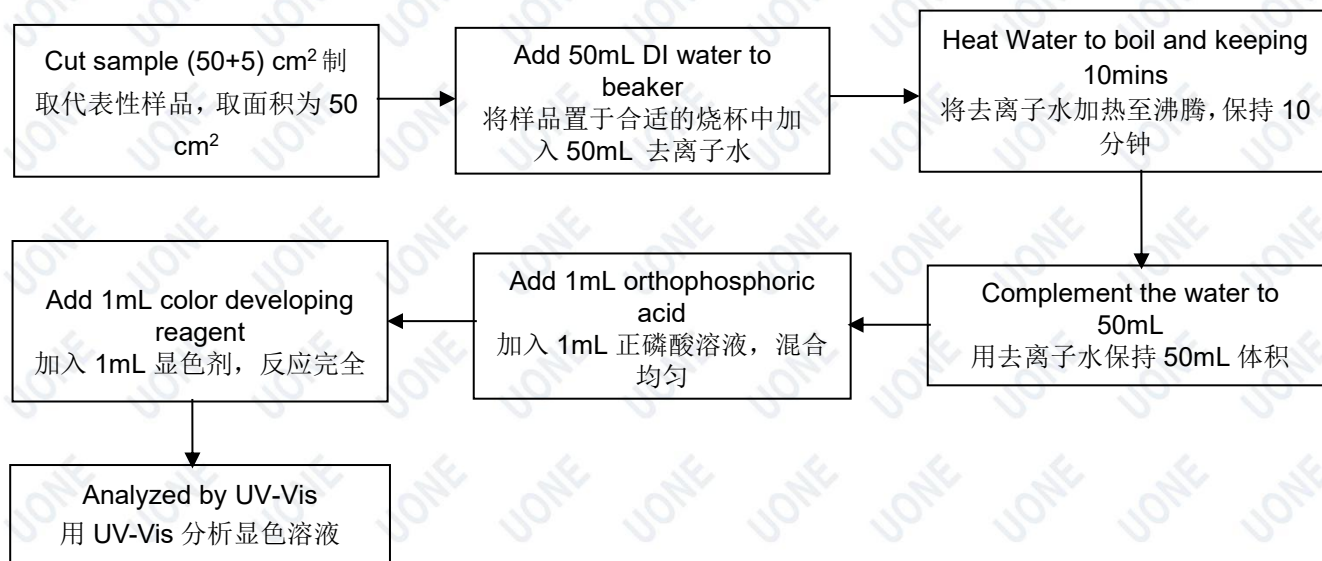 Cut sample (50+5) cm² 制
取代表性样品，取面积为 50
cm²
Add 50mL DI water to
beaker
将样品置于合适的烧杯中加
入 50mL 去离子水
Heat Water to boil and keeping
10mins
将去离子水加热至沸腾，保持 10
分钟
Complement the water to
50mL
用去离子水保持 50mL 体积
Add 1mL orthophosphoric
acid
加入 1mL 正磷酸溶液，混合
均匀
Add 1mL color developing
reagent
加入 1mL 显色剂，反应完全
Analyzed by UV-Vis
用 UV-Vis 分析显色溶液
UONE